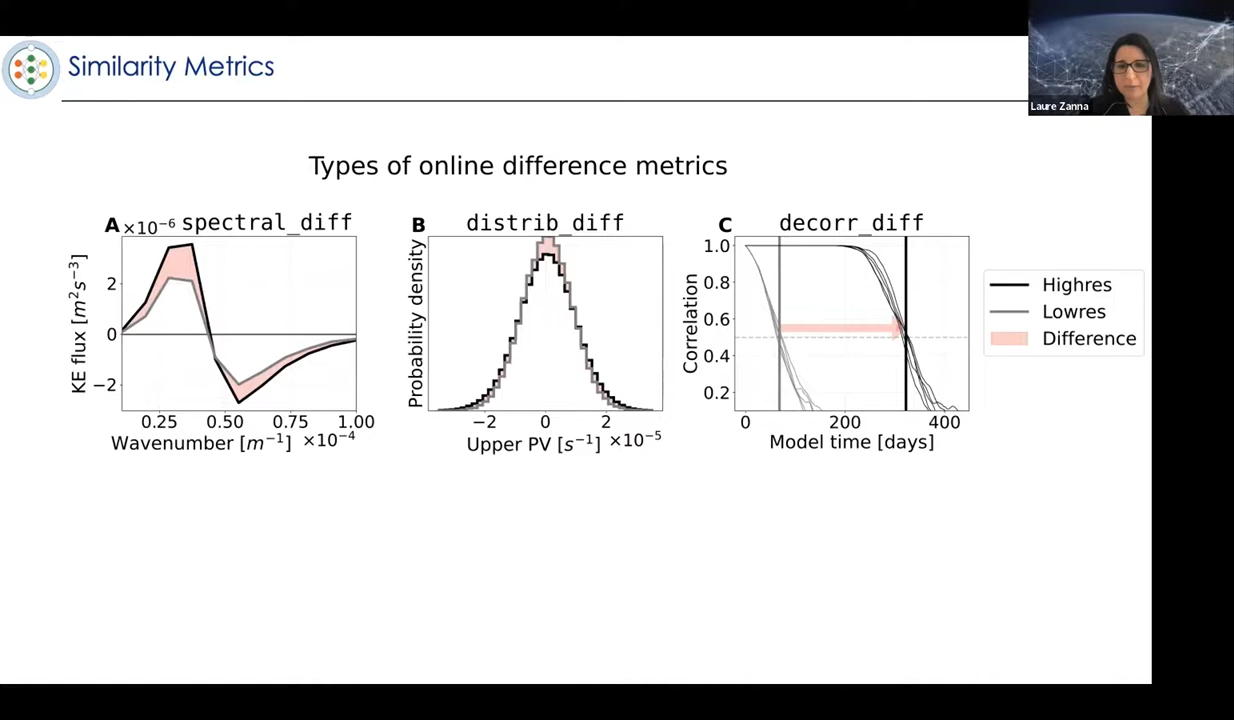 Similarity Metrics
Laure Zanna
Types of online difference metrics
A ×10⁻⁶ spectral_diff
KE flux [m²s⁻³]
2
0
−2
0.25 0.50 0.75 1.00
Wavenumber [m⁻¹] ×10⁻⁴
B distrib_diff
Probability density
−2 0 2
Upper PV [s⁻¹] ×10⁻⁵
C decorr_diff
Correlation
1.0
0.8
0.6
0.4
0.2
0 200 400
Model time [days]
Highres
Lowres
Difference